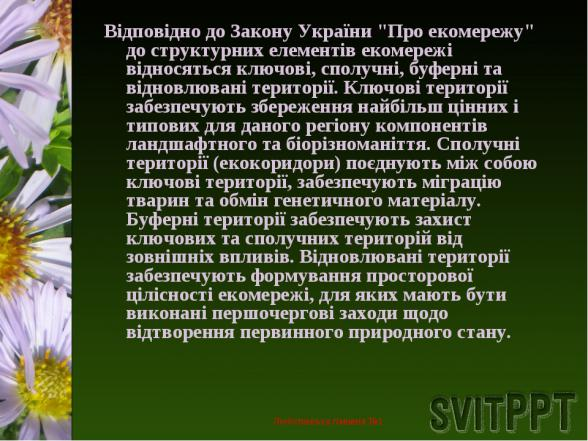 Відповідно до Закону України "Про екомережу"
до структурних елементів екомережі
відносяться ключові, сполучні, буферні та
відновлювані території. Ключові території
забезпечують збереження найбільш цінних і
типових для даного регіону компонентів
ландшафтного та біорізноманіття. Сполучні
території (екокоридори) поєднують між собою
ключові території, забезпечують міграцію
тварин та обмін генетичного матеріалу.
Буферні території забезпечують захист
ключових та сполучних територій від
зовнішніх впливів. Відновлювані території
забезпечують формування просторової
цілісності екомережі, для яких мають бути
виконані першочергові заходи щодо
відтворення первинного природного стану.
№1
SVITPPT